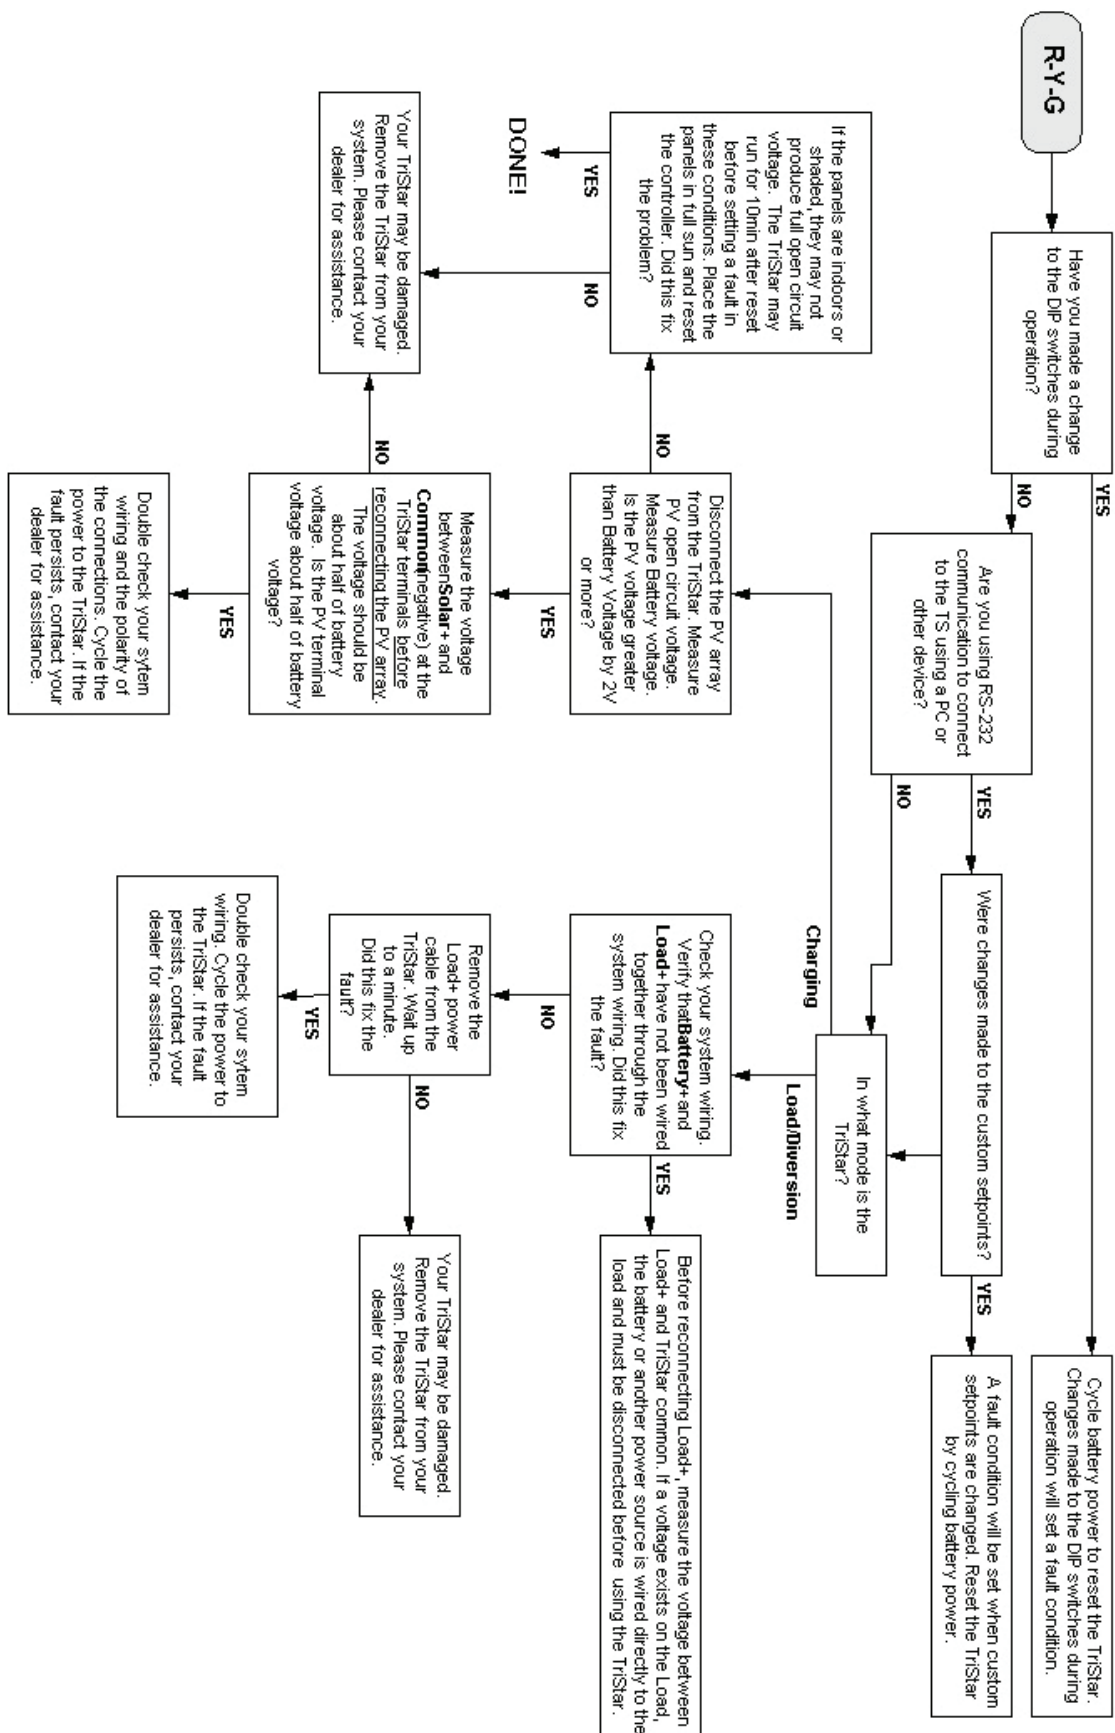 R-Y-G
Have you made a change
to the DIP switches during
operation?
YES
NO
Cycle battery power to reset the TriStar.
Changes made to the DIP switches during
operation will set a fault condition.
Are you using RS-232
communication to connect
to the TS using a PC or
other device?
YES
NO
Were changes made to the custom setpoints?
YES
A fault condition will be set when custom
setpoints are changed. Reset the TriStar
by cycling battery power.
In what mode is the
TriStar?
Charging
Load/Diversion
If the panels are indoors or
shaded, they may not
produce full open circuit
voltage. The TriStar may
run for 10min after reset
before setting a fault in
these conditions. Place the
panels in full sun and reset
the controller. Did this fix
the problem?
YES
NO
DONE!
Disconnect the PV array
from the TriStar. Measure
PV open circuit voltage.
Measure Battery voltage.
Is the PV voltage greater
than Battery Voltage by 2V
or more?
NO
YES
Check your system wiring.
Verify thatBattery+ and
Load+ have not been wired
together through the
system wiring. Did this fix
the fault?
YES
NO
Before reconnecting Load+, measure the voltage between
Load+ and TriStar common. If a voltage exists on the Load,
the battery or another power source is wired directly to the
load and must be disconnected before using the TriStar.
Your TriStar may be damaged.
Remove the TriStar from your
system. Please contact your
dealer for assistance.
Measure the voltage
betweenSolar+ and
Common(negative) at the
TriStar terminals before
reconnecting the PV array.
The voltage should be
about half of battery
voltage. Is the PV terminal
voltage about half of battery
voltage?
NO
YES
Remove the
Load+ power
cable from the
TriStar. Wait up
to a minute.
Did this fix the
fault?
NO
YES
Your TriStar may be damaged.
Remove the TriStar from your
system. Please contact your
dealer for assistance.
Double check your sytem
wiring and the polarity of
the connections. Cycle the
power to the TriStar. If the
fault persists, contact your
dealer for assistance.
Double check your sytem
wiring. Cycle the power to
the TriStar. If the fault
persists, contact your
dealer for assistance.